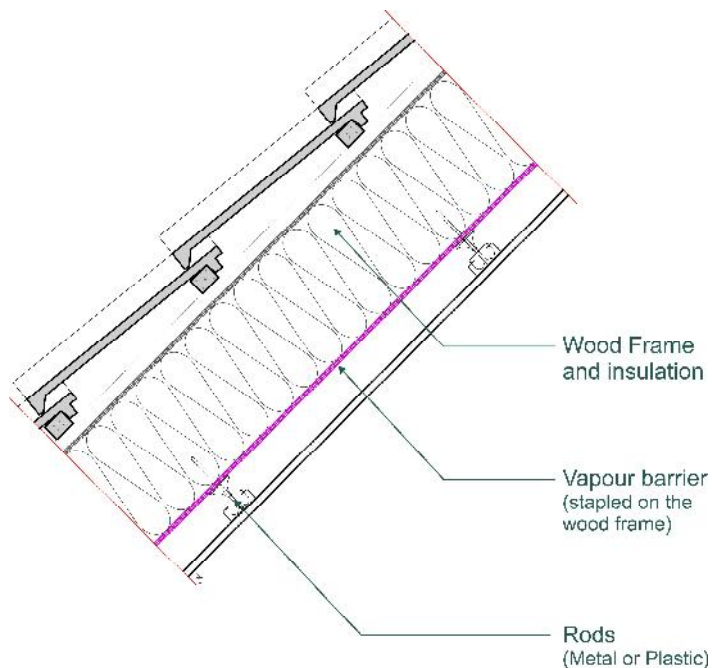 Wood Frame
and insulation
Vapour barrier
(stapled on the
wood frame)
Rods
(Metal or Plastic)